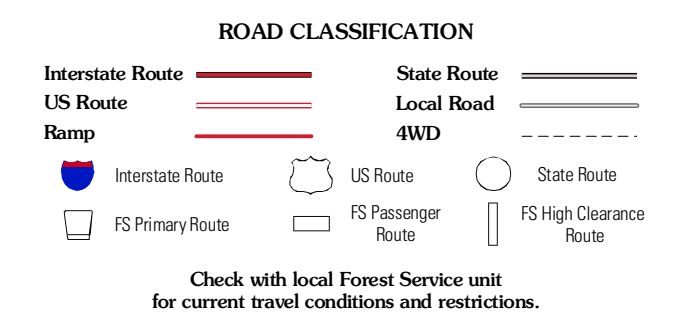 ROAD CLASSIFICATION
Interstate Route
State Route
US Route
Local Road
Ramp
4WD
Interstate Route
US Route
State Route
FS Primary Route
FS Passenger
Route
FS High Clearance
Route
Check with local Forest Service unit
for current travel conditions and restrictions.